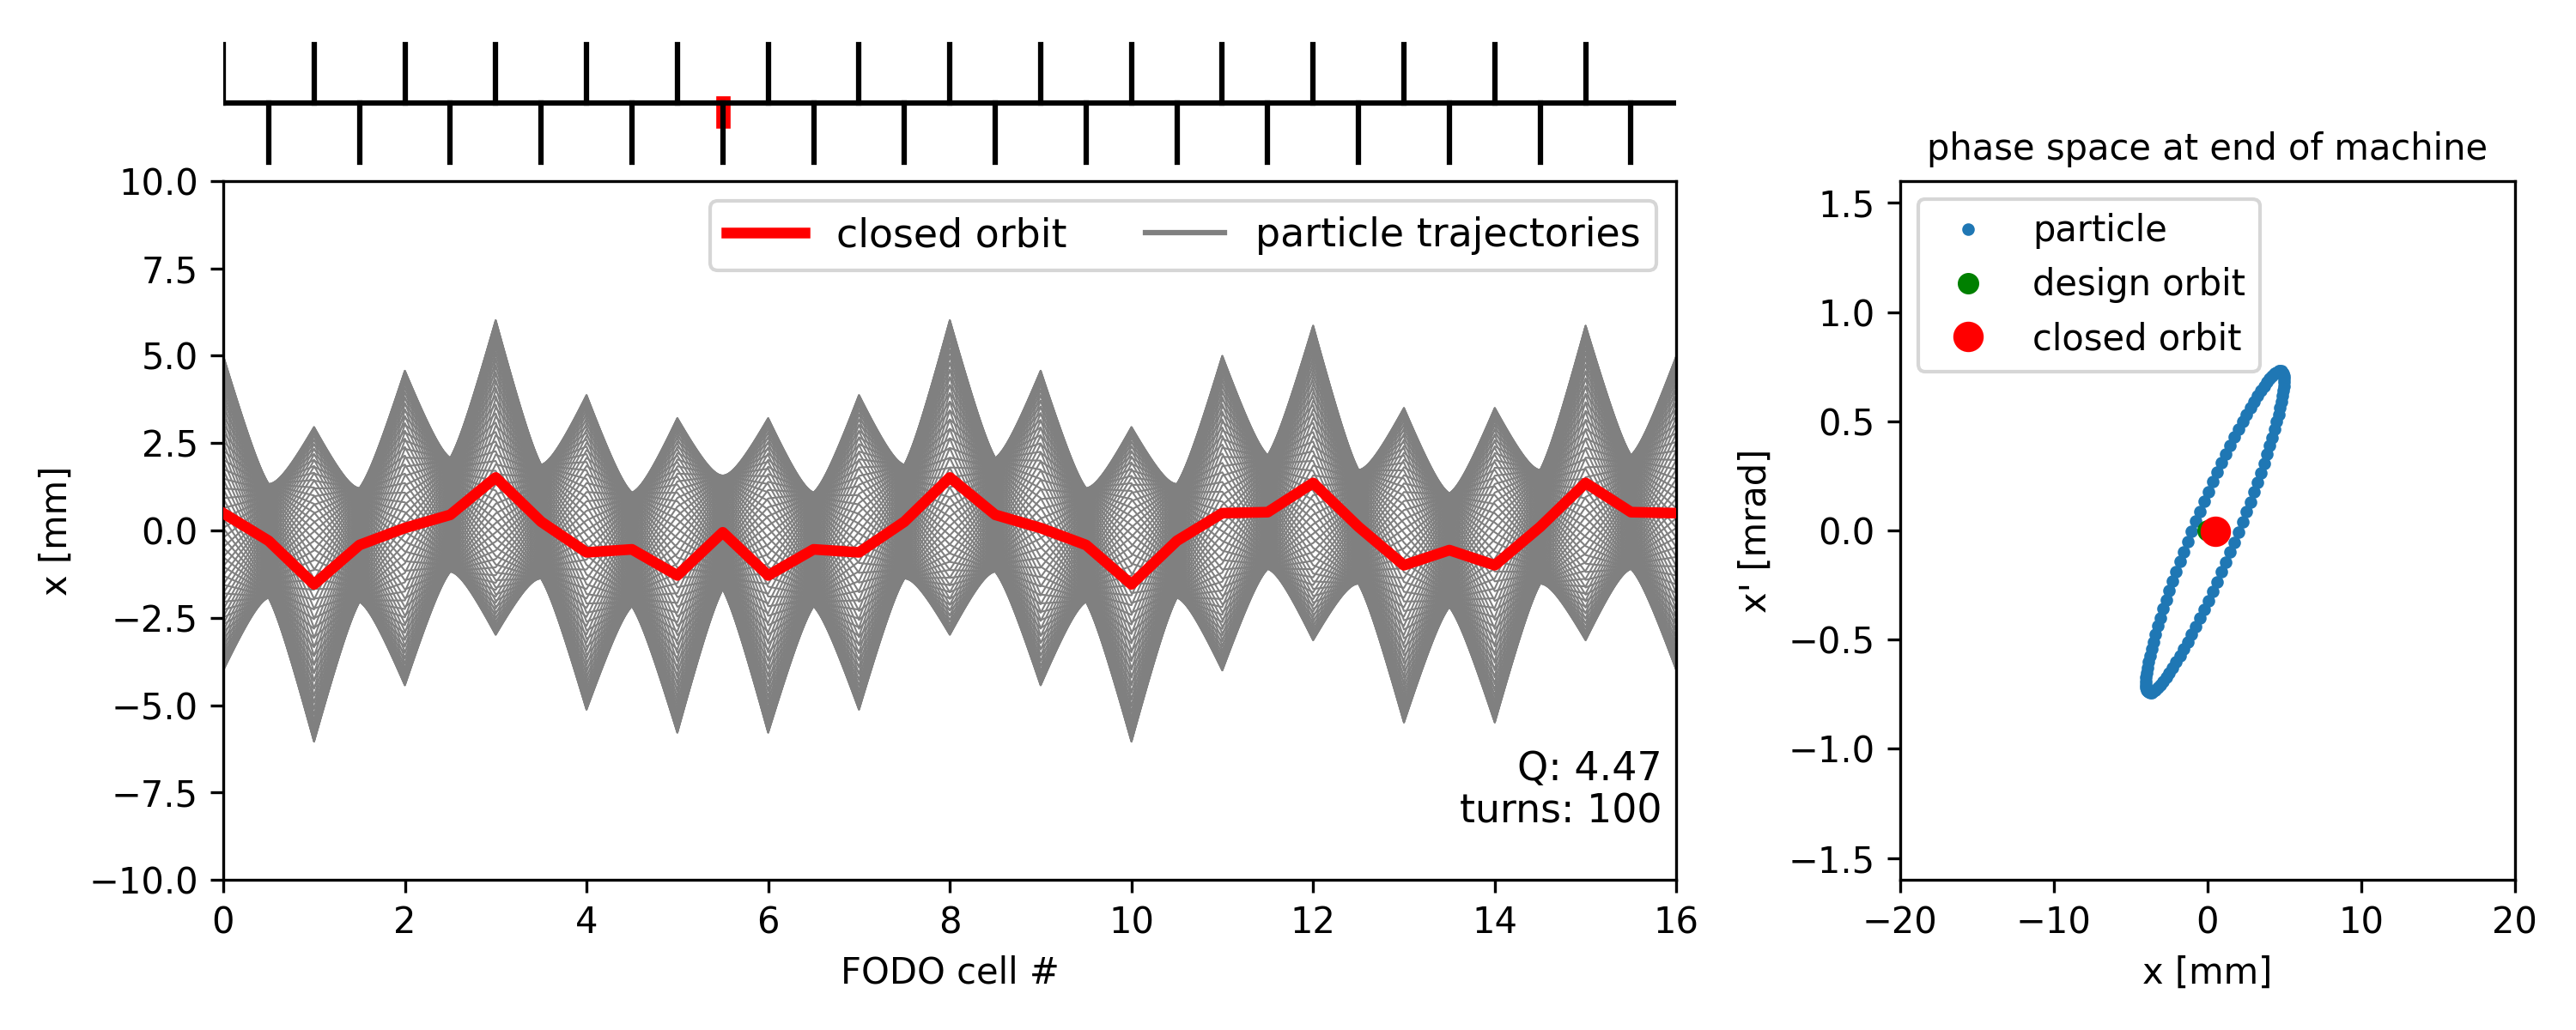 10.0
7.5
5.0
2.5
0.0
−2.5
−5.0
−7.5
−10.0
x [mm]
closed orbit
particle trajectories
Q: 4.47
turns: 100
0 2 4 6 8 10 12 14 16
FODO cell #
phase space at end of machine
1.5
1.0
0.5
0.0
−0.5
−1.0
−1.5
x' [mrad]
particle
design orbit
closed orbit
−20 −10 0 10 20
x [mm]